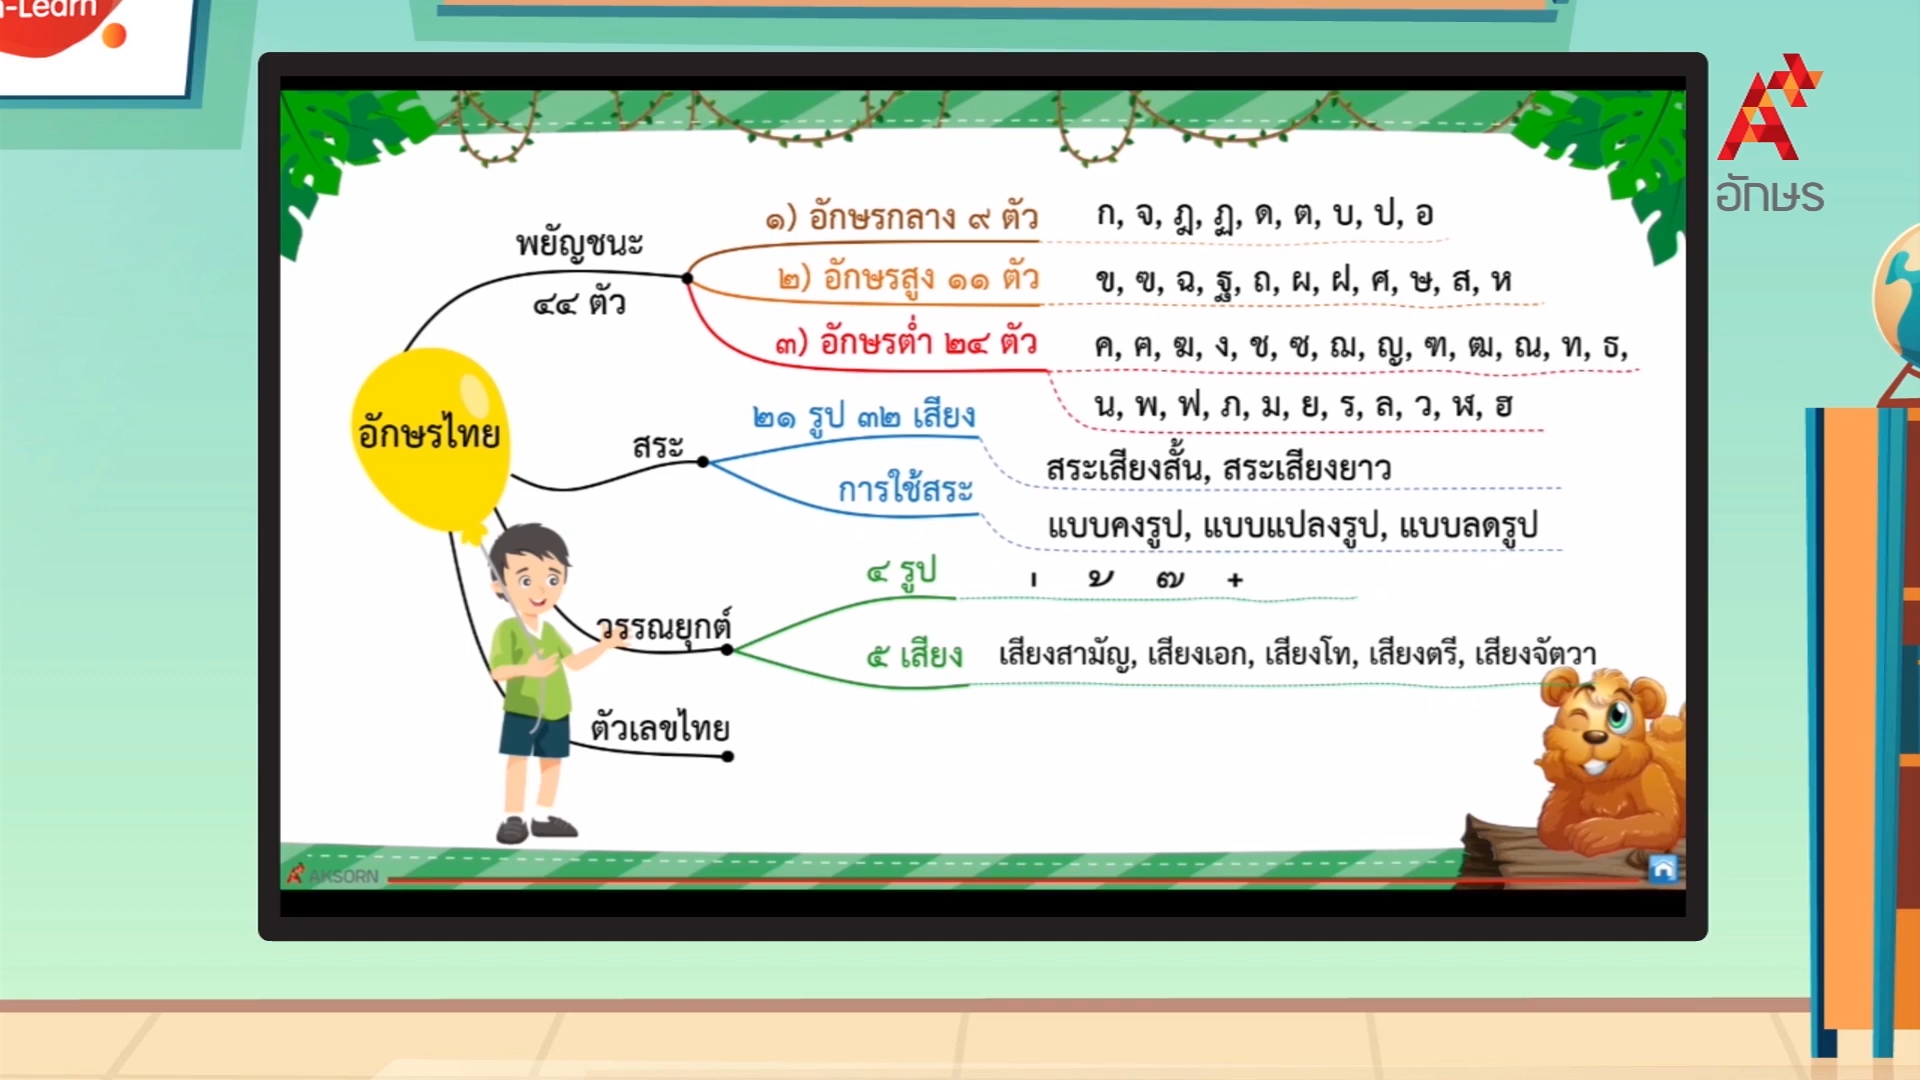 n-Learn
อักษร
พยัญชนะ
๔๔ ตัว
๑) อักษรกลาง ๙ ตัว
ก, จ, ฎ, ฏ, ด, ต, บ, ป, อ
๒) อักษรสูง ๑๑ ตัว
ข, ฃ, ฉ, ฐ, ถ, ผ, ฝ, ศ, ษ, ส, ห
๓) อักษรต่ำ ๒๔ ตัว
ค, ฅ, ฆ, ง, ช, ซ, ฌ, ญ, ฑ, ฒ, ณ, ท, ธ,
น, พ, ฟ, ภ, ม, ย, ร, ล, ว, ฬ, ฮ
อักษรไทย
สระ
๒๑ รูป ๓๒ เสียง
สระเสียงสั้น, สระเสียงยาว
การใช้สระ
แบบคงรูป, แบบแปลงรูป, แบบลดรูป
วรรณยุกต์
๔ รูป
่ ้ ๊ ๋
๕ เสียง
เสียงสามัญ, เสียงเอก, เสียงโท, เสียงตรี, เสียงจัตวา
ตัวเลขไทย
AKSORN